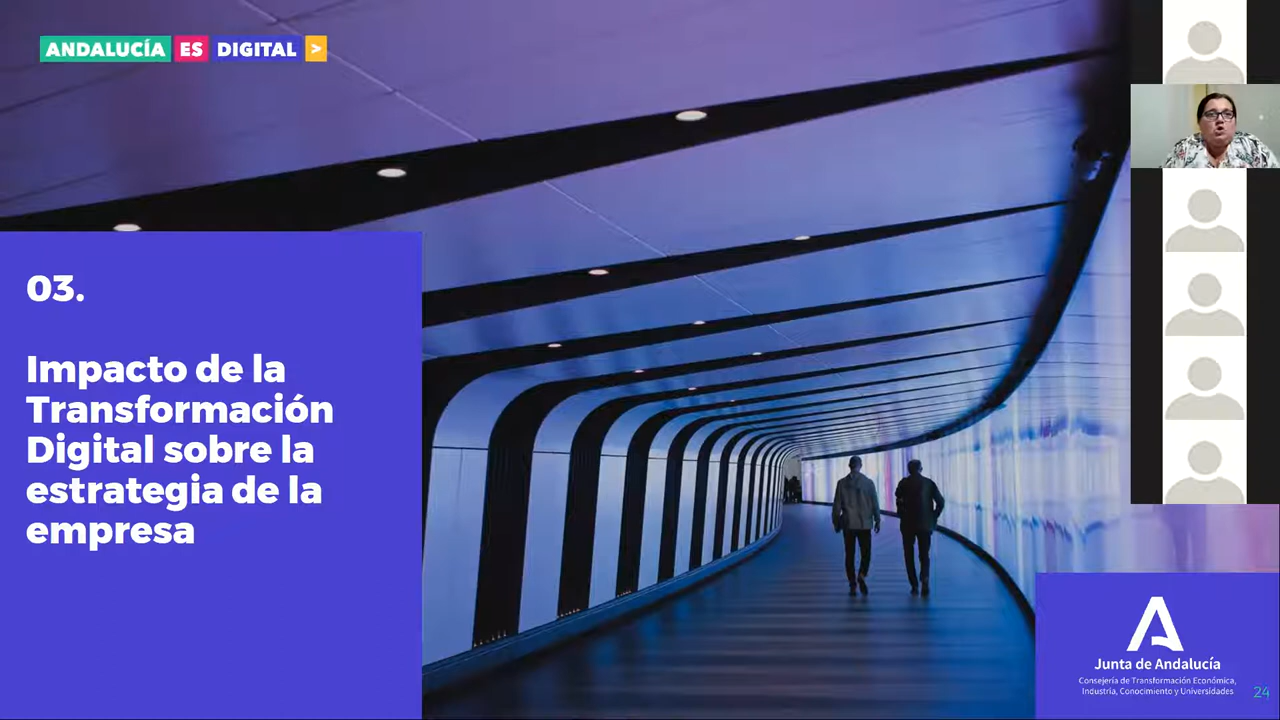 ANDALUCÍA ES DIGITAL >
03.
Impacto de la
Transformación
Digital sobre la
estrategia de la
empresa
Junta de Andalucía
Consejería de Transformación Económica,
Industria, Conocimiento y Universidades
24